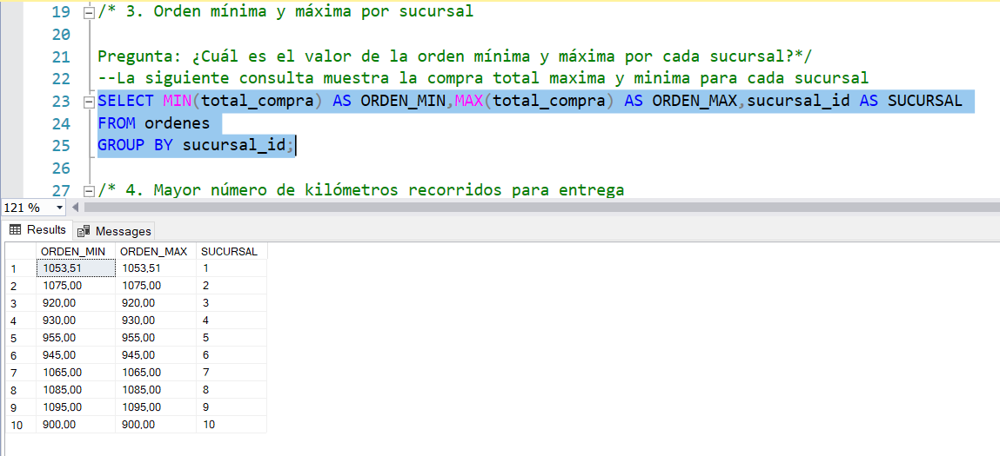 19 /* 3. Orden mínima y máxima por sucursal
20
21 Pregunta: ¿Cuál es el valor de la orden mínima y máxima por cada sucursal?*/
22 --La siguiente consulta muestra la compra total maxima y minima para cada sucursal
23 SELECT MIN(total_compra) AS ORDEN_MIN,MAX(total_compra) AS ORDEN_MAX,sucursal_id AS SUCURSAL
24 FROM ordenes
25 GROUP BY sucursal_id;
26
27 /* 4. Mayor número de kilómetros recorridos para entrega
121 %
Results Messages
ORDEN_MIN ORDEN_MAX SUCURSAL
1 1053,51 1053,51 1
2 1075,00 1075,00 2
3 920,00 920,00 3
4 930,00 930,00 4
5 955,00 955,00 5
6 945,00 945,00 6
7 1065,00 1065,00 7
8 1085,00 1085,00 8
9 1095,00 1095,00 9
10 900,00 900,00 10